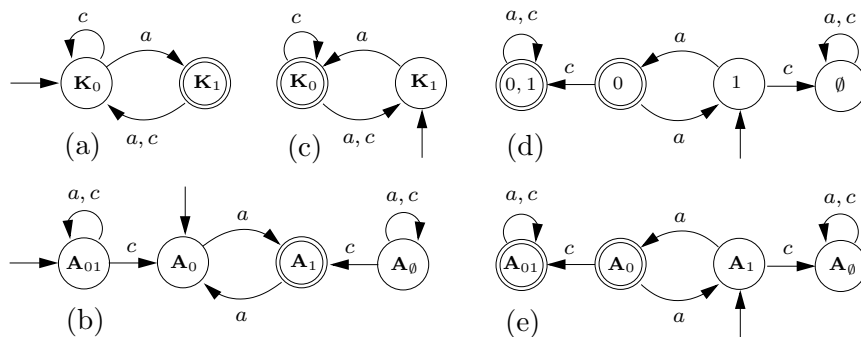 c
a
K₀
K₁
a, c
(a)
c
a
K₀
K₁
a, c
(c)
a, c
a
a, c
0, 1
c
0
1
c
∅
a
(d)
a, c
a
a, c
A₀₁
c
A₀
A₁
c
A∅
a
(b)
a, c
a
a, c
A₀₁
c
A₀
A₁
c
A∅
a
(e)